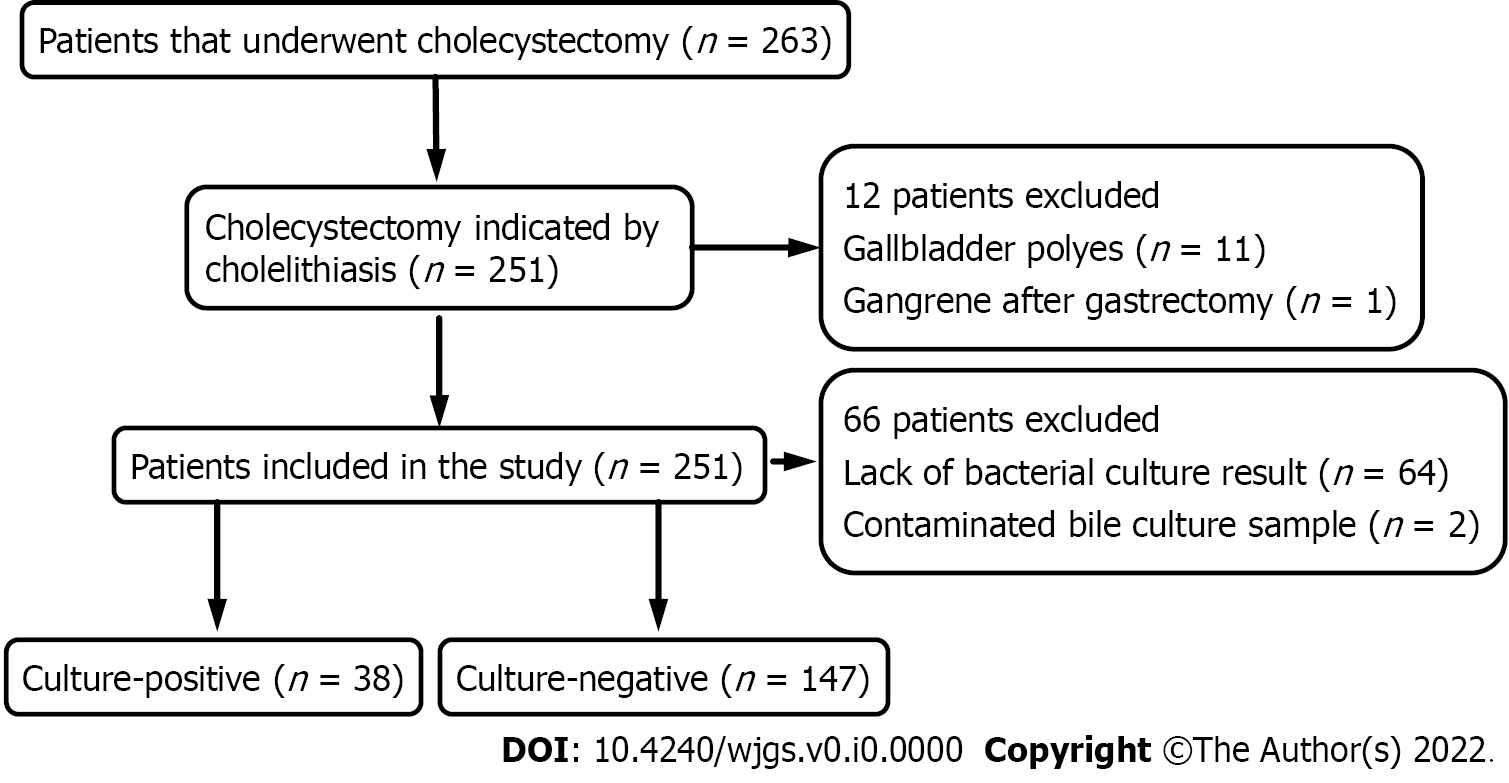 Patients that underwent cholecystectomy (n = 263)
Cholecystectomy indicated by
cholelithiasis (n = 251)
12 patients excluded
Gallbladder polyes (n = 11)
Gangrene after gastrectomy (n = 1)
Patients included in the study (n = 251)
66 patients excluded
Lack of bacterial culture result (n = 64)
Contaminated bile culture sample (n = 2)
Culture-positive (n = 38)
Culture-negative (n = 147)
DOI: 10.4240/wjgs.v0.i0.0000 Copyright ©The Author(s) 2022.